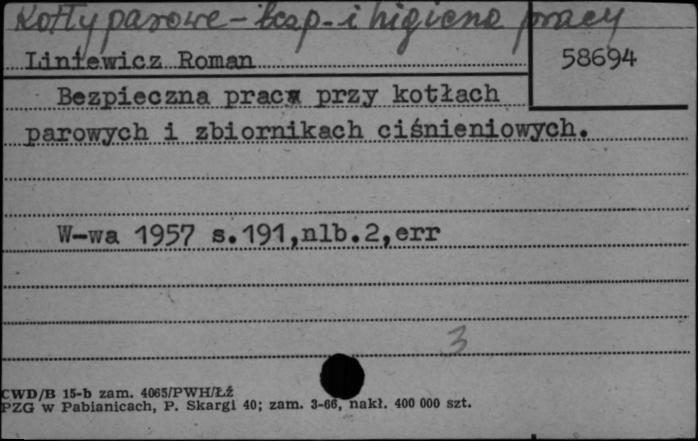 Kotły parowe - bezp. i higiena pracy
Liniewicz Roman
58694
Bezpieczna praca przy kotłach
parowych i zbiornikach ciśnieniowych.
W-wa 1957 s.191,nlb.2,err
3
CWD/B 15-b zam. 4065/PWH/Łź
PZG w Pabianicach, P. Skargi 40; zam. 3-66, nakł. 400 000 szt.